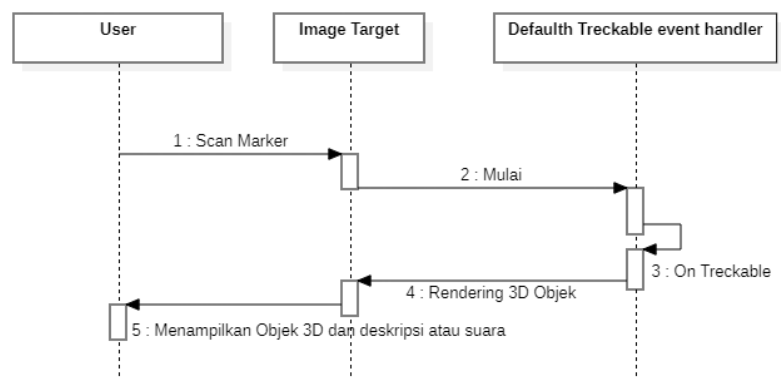 User
Image Target
Defaulth Treckable event handler
1 : Scan Marker
2 : Mulai
3 : On Treckable
4 : Rendering 3D Objek
5 : Menampilkan Objek 3D dan deskripsi atau suara